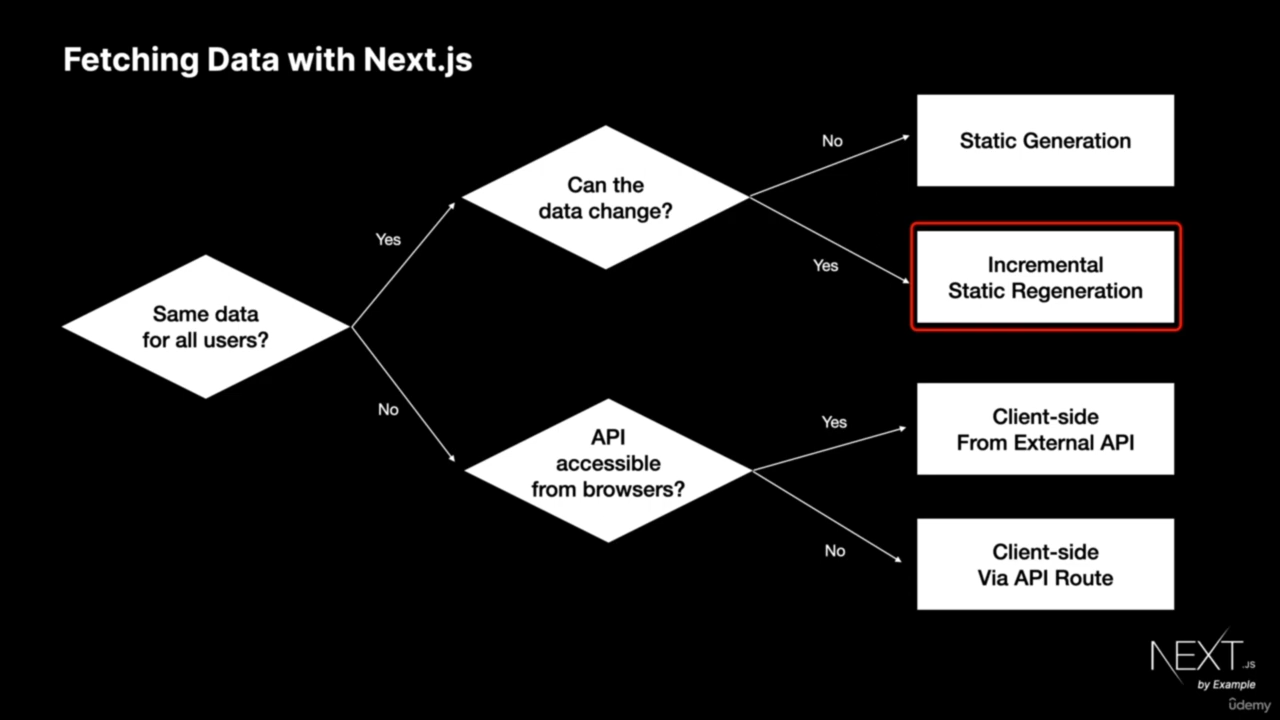 Fetching Data with Next.js
Same data
for all users?
Yes
No
Can the
data change?
No
Yes
Static Generation
Incremental
Static Regeneration
API
accessible
from browsers?
Yes
No
Client-side
From External API
Client-side
Via API Route
NEXT.JS
by Example
ûdemy